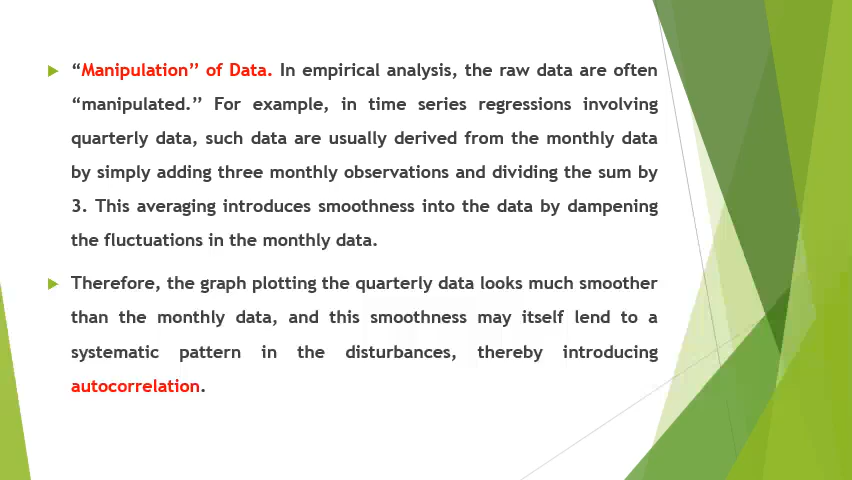 “Manipulation” of Data. In empirical analysis, the raw data are often
“manipulated.” For example, in time series regressions involving
quarterly data, such data are usually derived from the monthly data
by simply adding three monthly observations and dividing the sum by
3. This averaging introduces smoothness into the data by dampening
the fluctuations in the monthly data.
Therefore, the graph plotting the quarterly data looks much smoother
than the monthly data, and this smoothness may itself lend to a
systematic pattern in the disturbances, thereby introducing
autocorrelation.